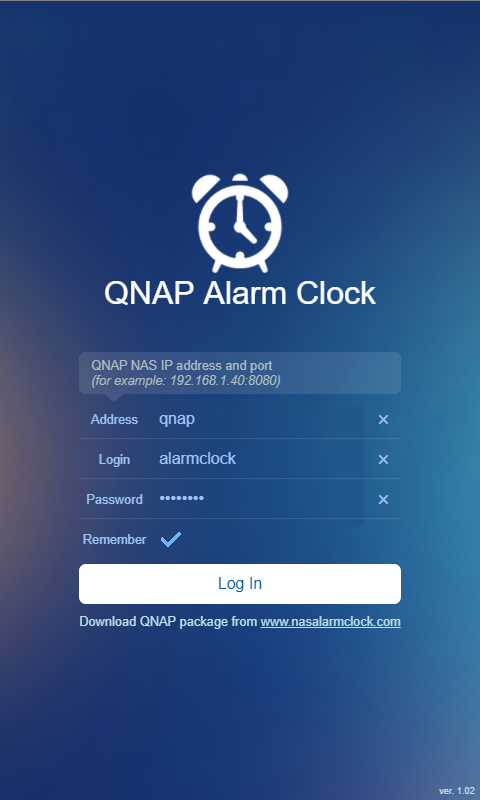 QNAP Alarm Clock
QNAP NAS IP address and port
(for example: 192.168.1.40:8080)
Address qnap ×
Login alarmclock ×
Password •••••••• ×
Remember
Log In
Download QNAP package from www.nasalarmclock.com
ver. 1.02